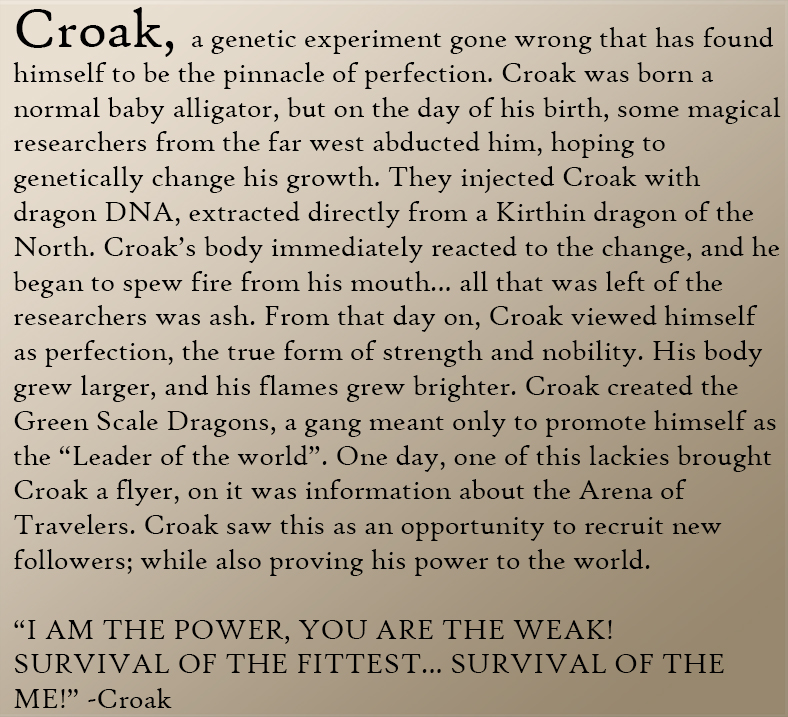 Croak, a genetic experiment gone wrong that has found
himself to be the pinnacle of perfection. Croak was born a
normal baby alligator, but on the day of his birth, some magical
researchers from the far west abducted him, hoping to
genetically change his growth. They injected Croak with
dragon DNA, extracted directly from a Kirthin dragon of the
North. Croak’s body immediately reacted to the change, and he
began to spew fire from his mouth... all that was left of the
researchers was ash. From that day on, Croak viewed himself
as perfection, the true form of strength and nobility. His body
grew larger, and his flames grew brighter. Croak created the
Green Scale Dragons, a gang meant only to promote himself as
the “Leader of the world”. One day, one of this lackies brought
Croak a flyer, on it was information about the Arena of
Travelers. Croak saw this as an opportunity to recruit new
followers; while also proving his power to the world.
“I AM THE POWER, YOU ARE THE WEAK!
SURVIVAL OF THE FITTEST... SURVIVAL OF THE
ME!” -Croak